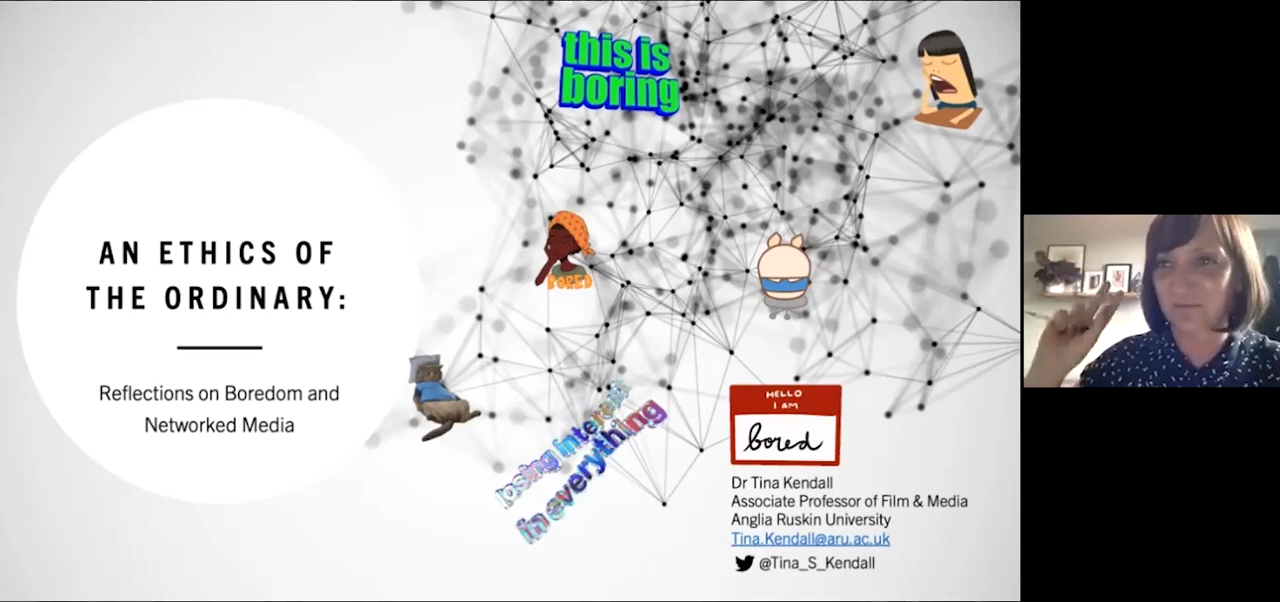 this is
boring
AN ETHICS OF
THE ORDINARY:
Reflections on Boredom and
Networked Media
BORED
losing interest
in everything
HELLO
I AM
bored
Dr Tina Kendall
Associate Professor of Film & Media
Anglia Ruskin University
Tina.Kendall@aru.ac.uk
@Tina_S_Kendall